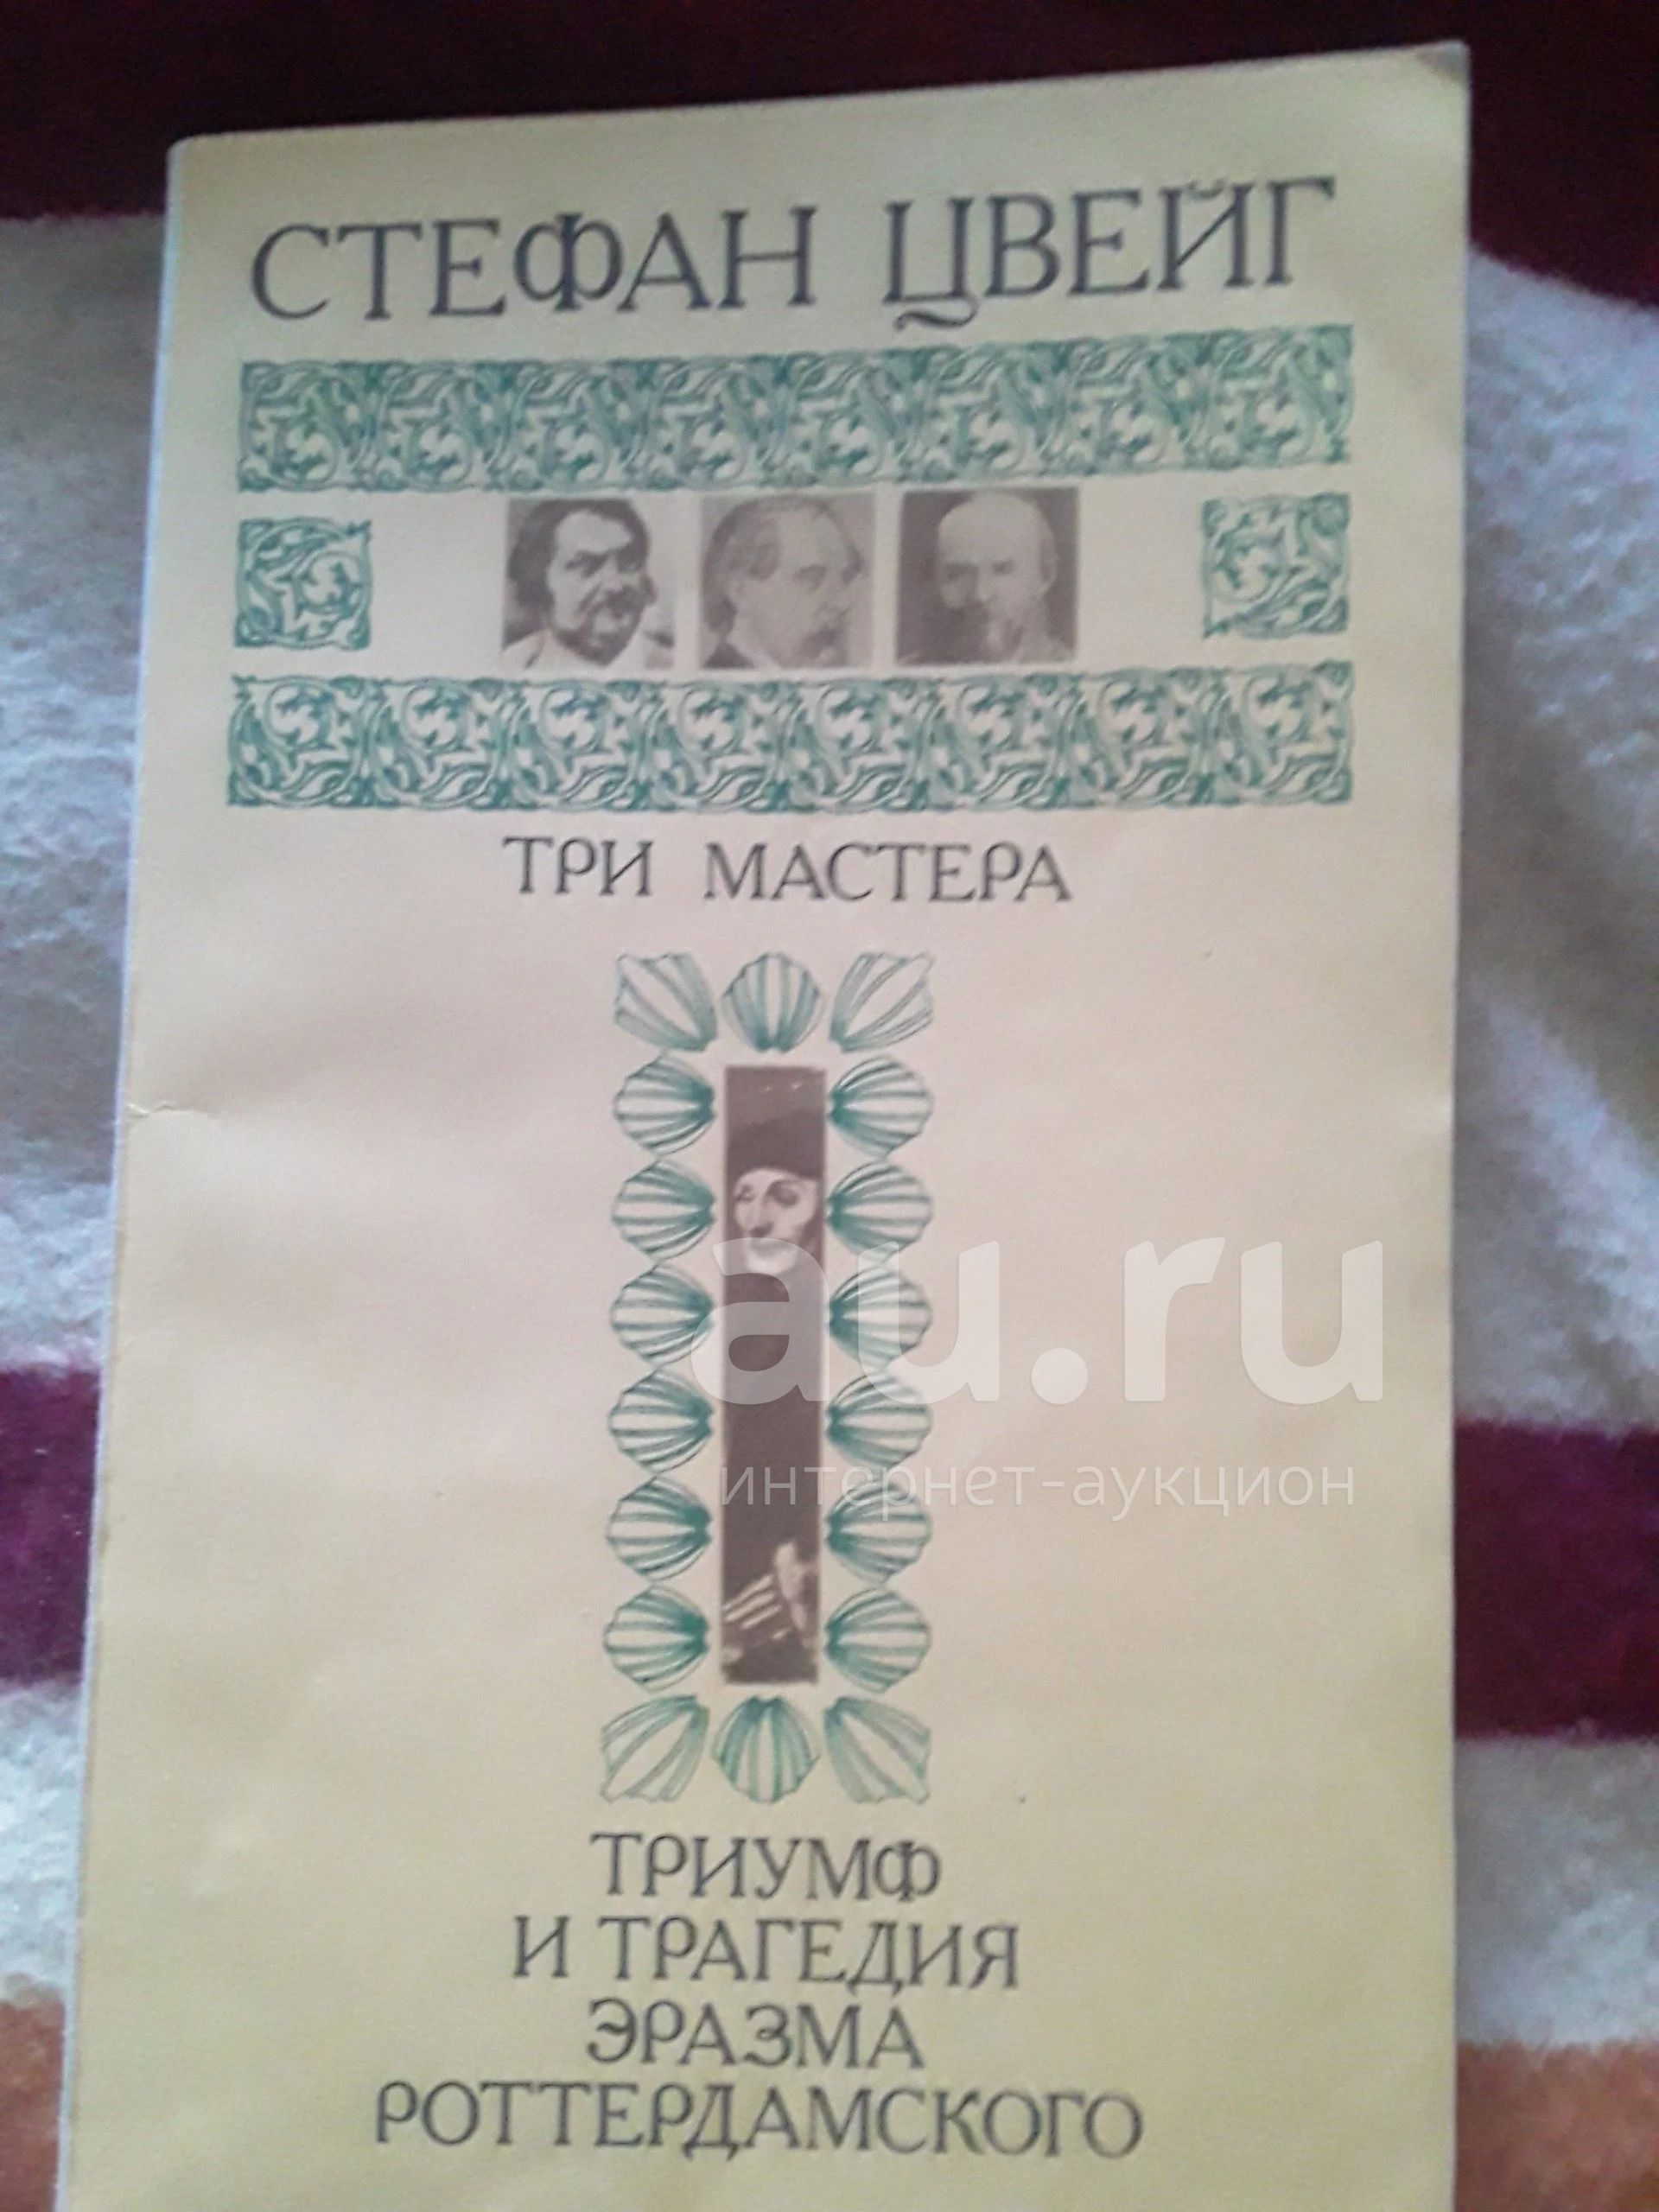 СТЕФАН ЦВЕЙГ
ТРИ МАСТЕРА
au.ru
интернет-аукцион
ТРИУМФ
И ТРАГЕДИЯ
ЭРАЗМА
РОТТЕРДАМСКОГО